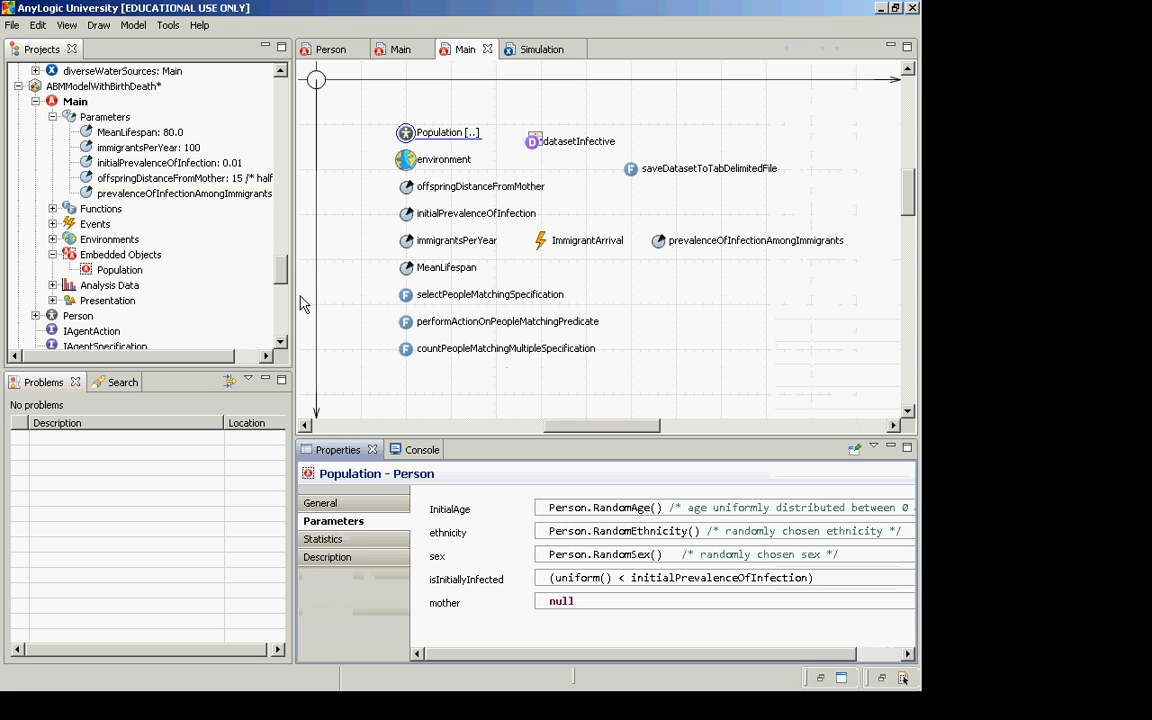 AnyLogic University [EDUCATIONAL USE ONLY]
File Edit View Draw Model Tools Help
Projects
diverseWaterSources: Main
ABMModelWithBirthDeath*
Main
Parameters
MeanLifespan: 80.0
immigrantsPerYear: 100
initialPrevalenceOfInfection: 0.01
offspringDistanceFromMother: 15 /* half
prevalenceOfInfectionAmongImmigrants
Functions
Events
Environments
Embedded Objects
Population
Analysis Data
Presentation
Person
IAgentAction
IAgentSpecification
Problems Search
No problems
Description Location
Person Main Main Simulation
Population [..]
datasetInfective
environment
saveDatasetToTabDelimitedFile
offspringDistanceFromMother
initialPrevalenceOfInfection
immigrantsPerYear ImmigrantArrival prevalenceOfInfectionAmongImmigrants
MeanLifespan
selectPeopleMatchingSpecification
performActionOnPeopleMatchingPredicate
countPeopleMatchingMultipleSpecification
Properties Console
Population - Person
General
Parameters
Statistics
Description
InitialAge Person.RandomAge() /* age uniformly distributed between 0
ethnicity Person.RandomEthnicity() /* randomly chosen ethnicity */
sex Person.RandomSex() /* randomly chosen sex */
isInitiallyInfected (uniform() < initialPrevalenceOfInfection)
mother null